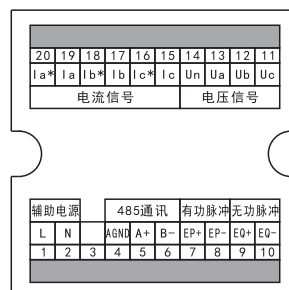 20 19 18 17 16 15 14 13 12 11
Ia* Ia Ib* Ib Ic* Ic Un Ua Ub Uc
电流信号 电压信号
辅助电源 485通讯 有功脉冲 无功脉冲
L N AGND A+ B- EP+ EP- EQ+ EQ-
1 2 3 4 5 6 7 8 9 10